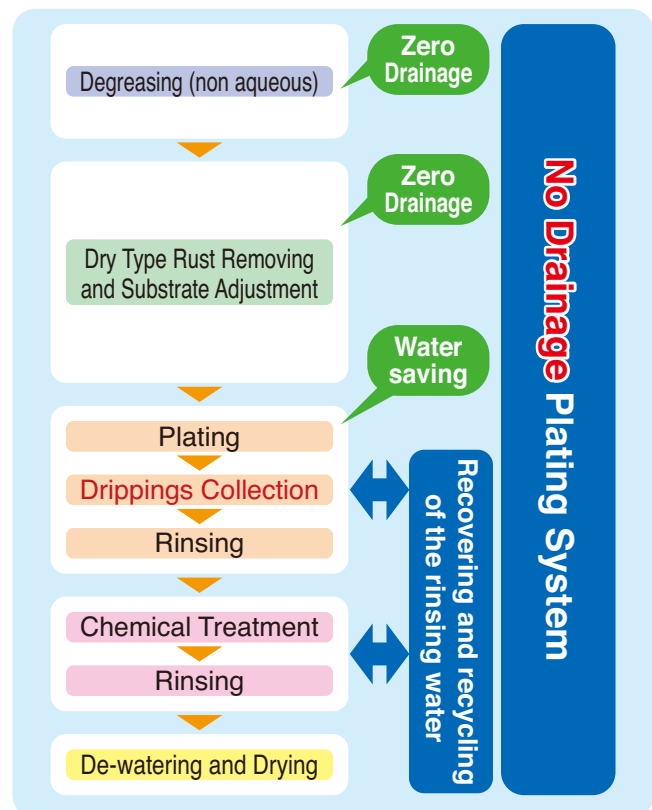 Degreasing (non aqueous)
Zero
Drainage
Dry Type Rust Removing
and Substrate Adjustment
Zero
Drainage
Water
saving
Plating
Drippings Collection
Rinsing
Chemical Treatment
Rinsing
De-watering and Drying
Recovering and recycling
of the rinsing water
No Drainage Plating System